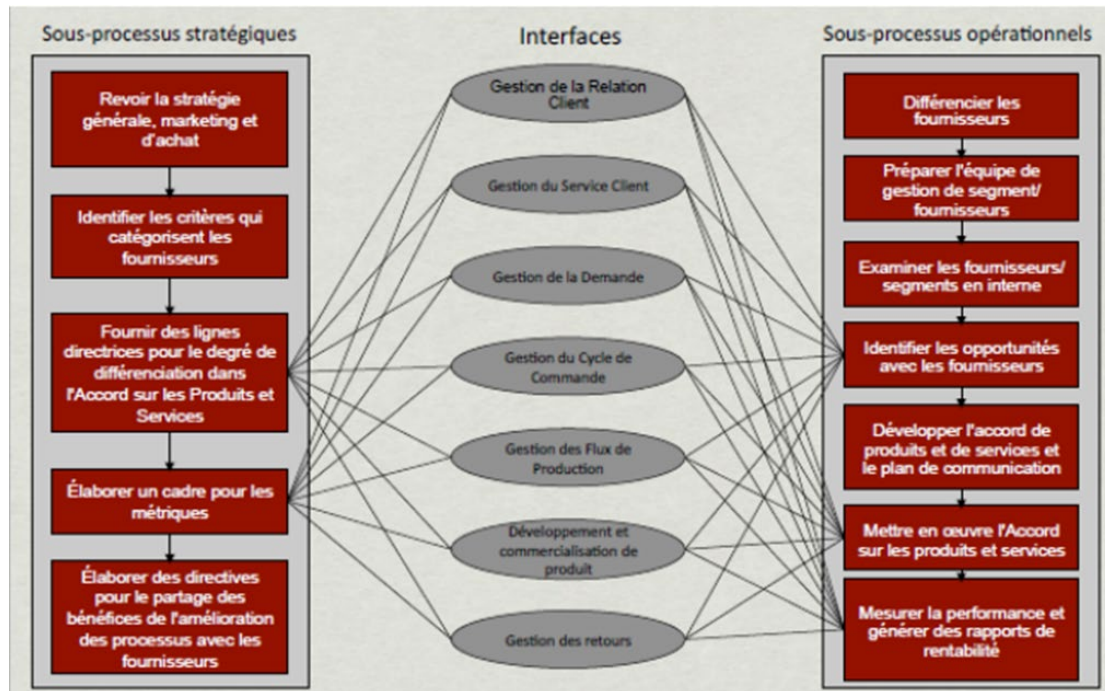 Sous-processus stratégiques
Revoir la stratégie
générale, marketing et
d'achat
Identifier les critères qui
catégorisent les
fournisseurs
Fournir des lignes
directrices pour le degré de
différenciation dans
l'Accord sur les Produits et
Services
Élaborer un cadre pour les
métriques
Élaborer des directives
pour le partage des
bénéfices de l'amélioration
des processus avec les
fournisseurs
Interfaces
Gestion de la Relation
Client
Gestion du Service Client
Gestion de la Demande
Gestion du Cycle de
Commande
Gestion des Flux de
Production
Développement et
commercialisation de
produit
Gestion des retours
Sous-processus opérationnels
Différencier les
fournisseurs
Préparer l'équipe de
gestion de segment/
fournisseurs
Examiner les fournisseurs/
segments en interne
Identifier les opportunités
avec les fournisseurs
Développer l'accord de
produits et de services et
le plan de communication
Mettre en œuvre l'Accord
sur les produits et services
Mesurer la performance et
générer des rapports de
rentabilité